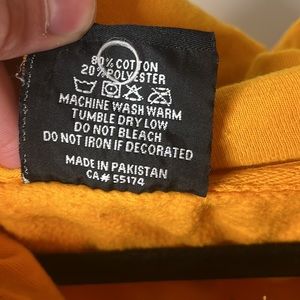 80% COTTON
20% POLYESTER
MACHINE WASH WARM
TUMBLE DRY LOW
DO NOT BLEACH
DO NOT IRON IF DECORATED
MADE IN PAKISTAN
CA# 55174